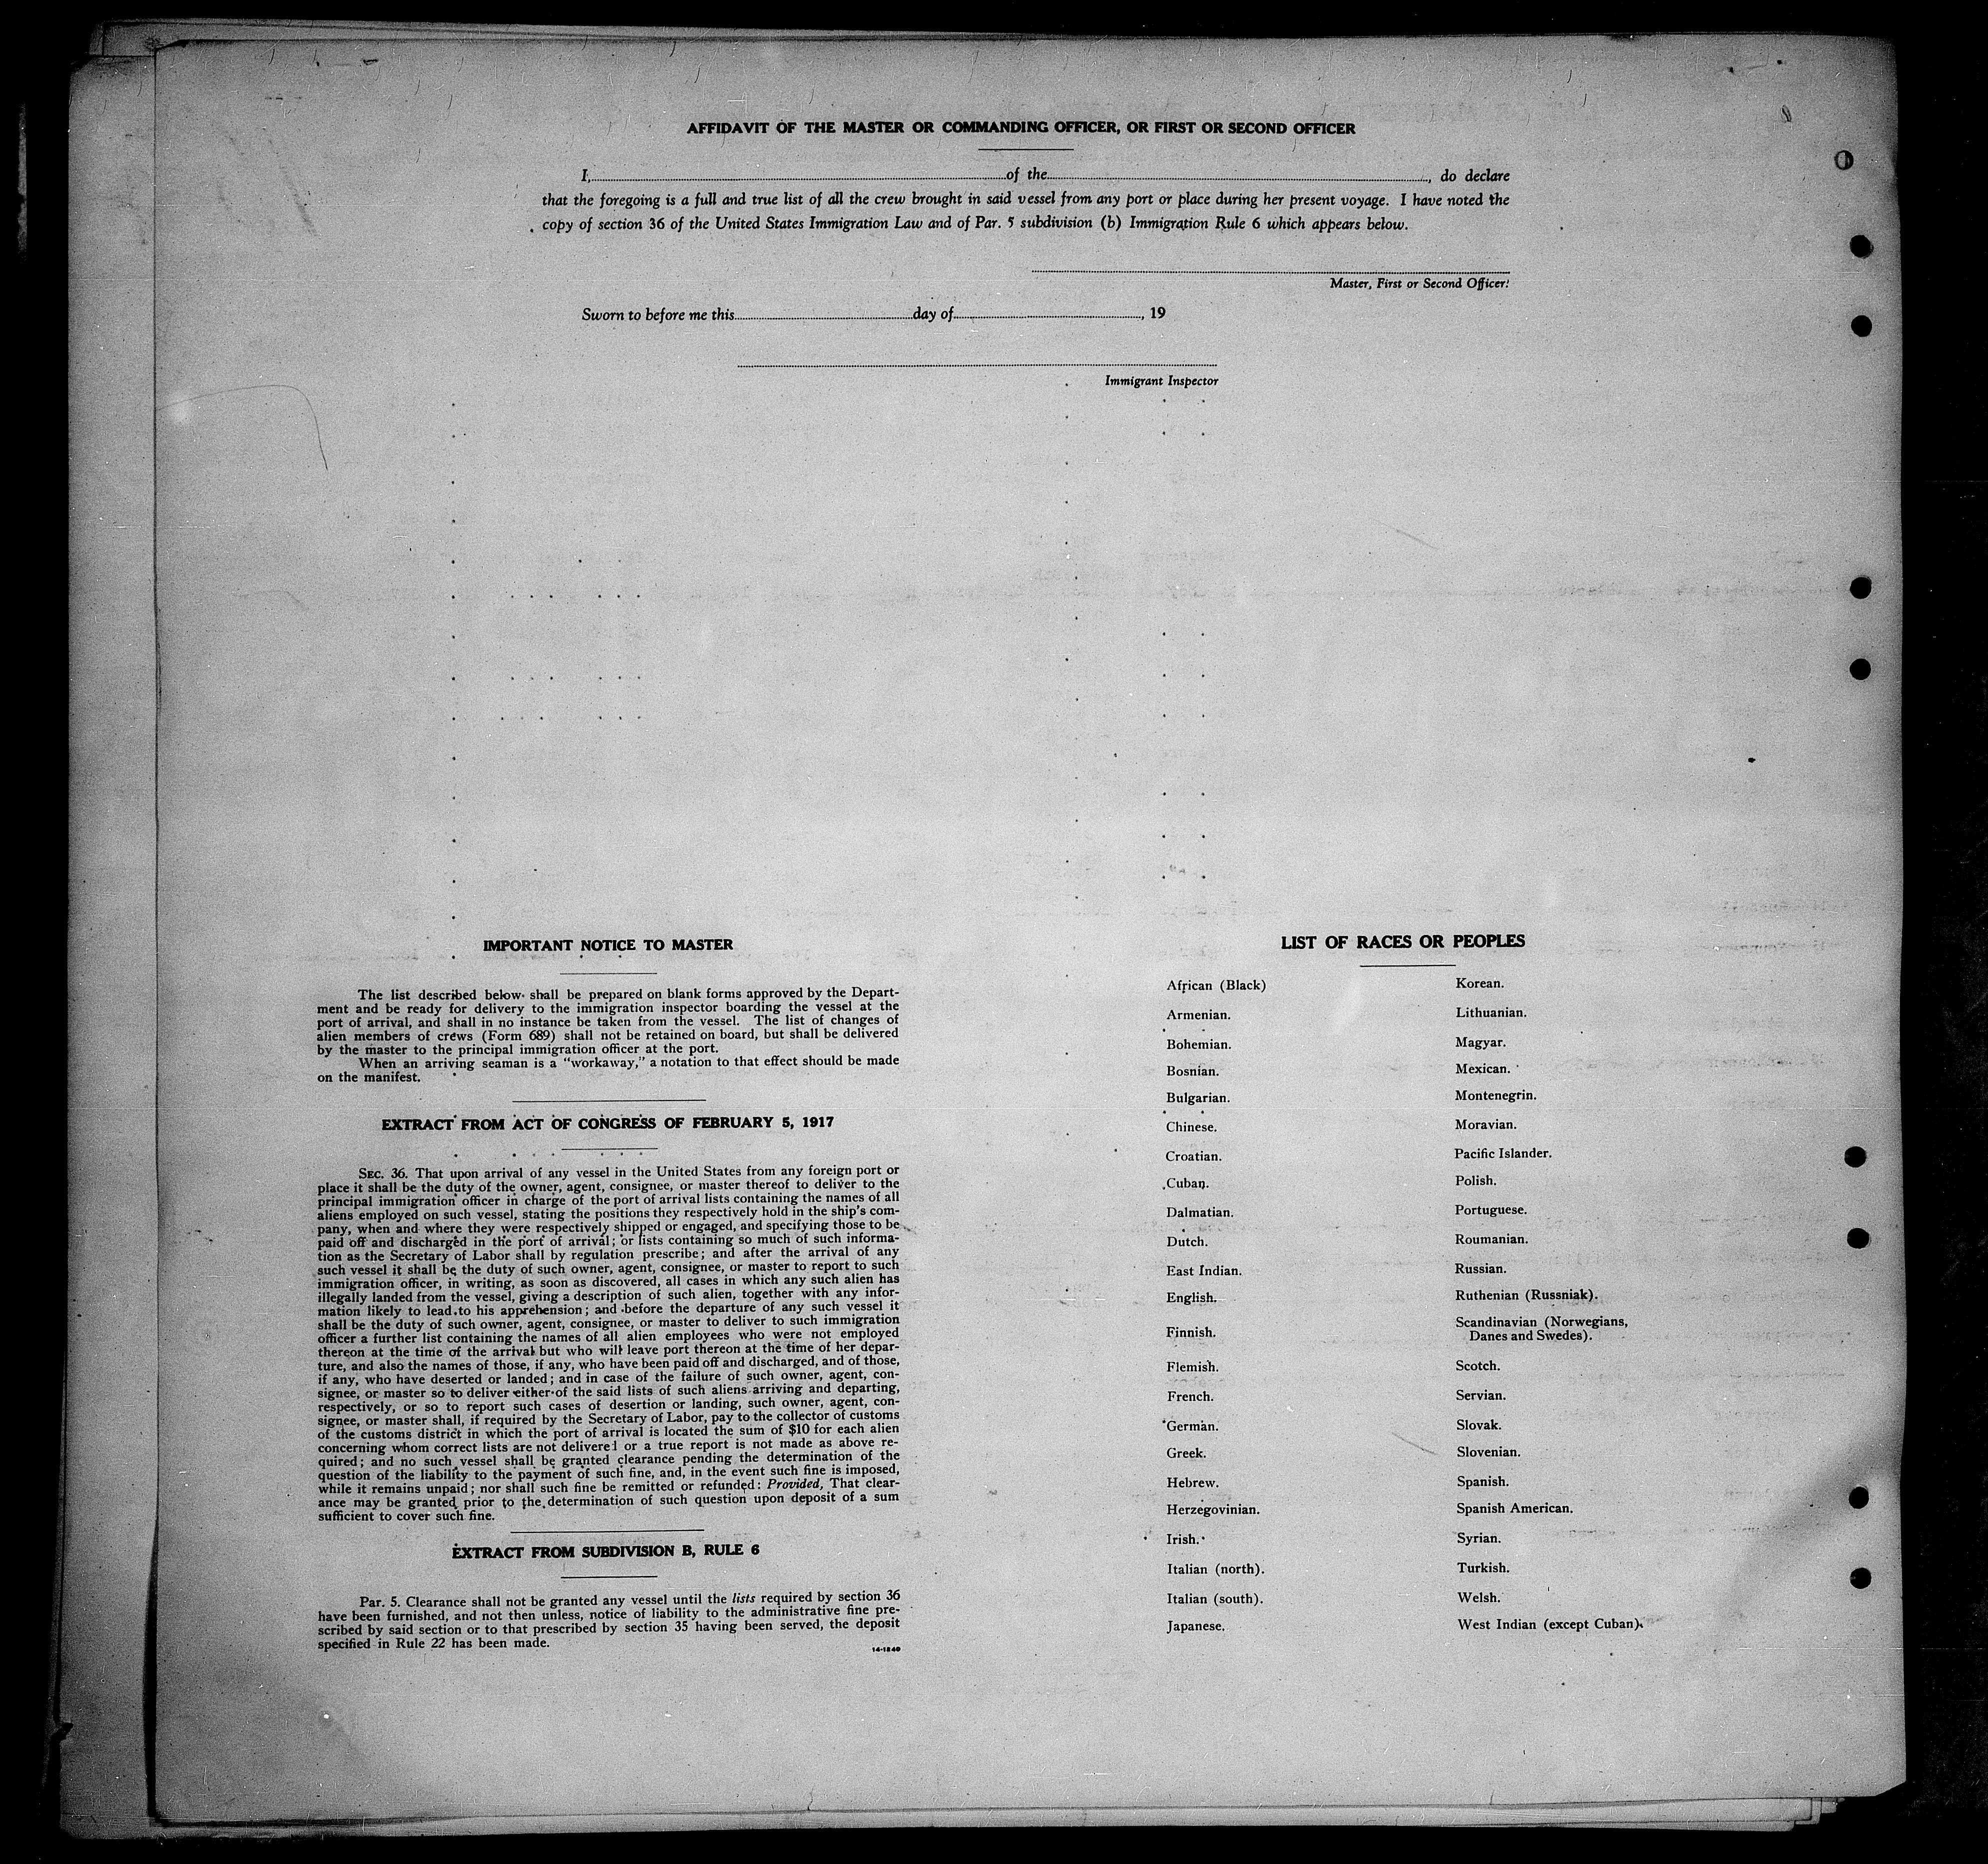 AFFIDAVIT OF THE MASTER OR COMMANDING OFFICER, OR FIRST OR SECOND OFFICER
I, of the , do declare
that the foregoing is a full and true list of all the crew brought in said vessel from any port or place during her present voyage. I have noted the
copy of section 36 of the United States Immigration Law and of Par. 5 subdivision (b) Immigration Rule 6 which appears below.
Master, First or Second Officer.
Sworn to before me this day of , 19
Immigrant Inspector
IMPORTANT NOTICE TO MASTER
The list described below shall be prepared on blank forms approved by the Depart-
ment and be ready for delivery to the immigration inspector boarding the vessel at the
port of arrival, and shall in no instance be taken from the vessel. The list of changes of
alien members of crews (Form 689) shall not be retained on board, but shall be delivered
by the master to the principal immigration officer at the port.
When an arriving seaman is a "workaway," a notation to that effect should be made
on the manifest.
EXTRACT FROM ACT OF CONGRESS OF FEBRUARY 5, 1917
SEC. 36. That upon arrival of any vessel in the United States from any foreign port or
place it shall be the duty of the owner, agent, consignee, or master thereof to deliver to the
principal immigration officer in charge of the port of arrival lists containing the names of all
aliens employed on such vessel, stating the positions they respectively hold in the ship's com-
pany, when and where they were respectively shipped or engaged, and specifying those to be
paid off and discharged in the port of arrival; or lists containing so much of such informa-
tion as the Secretary of Labor shall by regulation prescribe; and after the arrival of any
such vessel it shall be the duty of such owner, agent, consignee, or master to report to such
immigration officer, in writing, as soon as discovered, all cases in which any such alien has
illegally landed from the vessel, giving a description of such alien, together with any infor-
mation likely to lead to his apprehension; and before the departure of any such vessel it
shall be the duty of such owner, agent, consignee, or master to deliver to such immigration
officer a further list containing the names of all alien employees who were not employed
thereon at the time of the arrival but who will leave port thereon at the time of her depar-
ture, and also the names of those, if any, who have been paid off and discharged, and of those,
if any, who have deserted or landed; and in case of the failure of such owner, agent, con-
signee, or master so to deliver either of the said lists of such aliens arriving and departing,
respectively, or so to report such cases of desertion or landing, such owner, agent, con-
signee, or master shall, if required by the Secretary of Labor, pay to the collector of customs
of the customs district in which the port of arrival is located the sum of $10 for each alien
concerning whom correct lists are not delivered or a true report is not made as above re-
quired; and no such vessel shall be granted clearance pending the determination of the
question of the liability to the payment of such fine, and, in the event such fine is imposed,
while it remains unpaid; nor shall such fine be remitted or refunded: Provided, That clear-
ance may be granted prior to the determination of such question upon deposit of a sum
sufficient to cover such fine.
EXTRACT FROM SUBDIVISION B, RULE 6
Par. 5. Clearance shall not be granted any vessel until the lists required by section 36
have been furnished, and not then unless, notice of liability to the administrative fine pre-
scribed by said section or to that prescribed by section 35 having been served, the deposit
specified in Rule 22 has been made.
14-1240
LIST OF RACES OR PEOPLES
African (Black)
Armenian.
Bohemian.
Bosnian.
Bulgarian.
Chinese.
Croatian.
Cuban.
Dalmatian.
Dutch.
East Indian.
English.
Finnish.
Flemish.
French.
German.
Greek.
Hebrew.
Herzegovinian.
Irish.
Italian (north).
Italian (south).
Japanese.
Korean.
Lithuanian.
Magyar.
Mexican.
Montenegrin.
Moravian.
Pacific Islander.
Polish.
Portuguese.
Roumanian.
Russian.
Ruthenian (Russniak).
Scandinavian (Norwegians,
Danes and Swedes).
Scotch.
Servian.
Slovak.
Slovenian.
Spanish.
Spanish American.
Syrian.
Turkish.
Welsh.
West Indian (except Cuban).